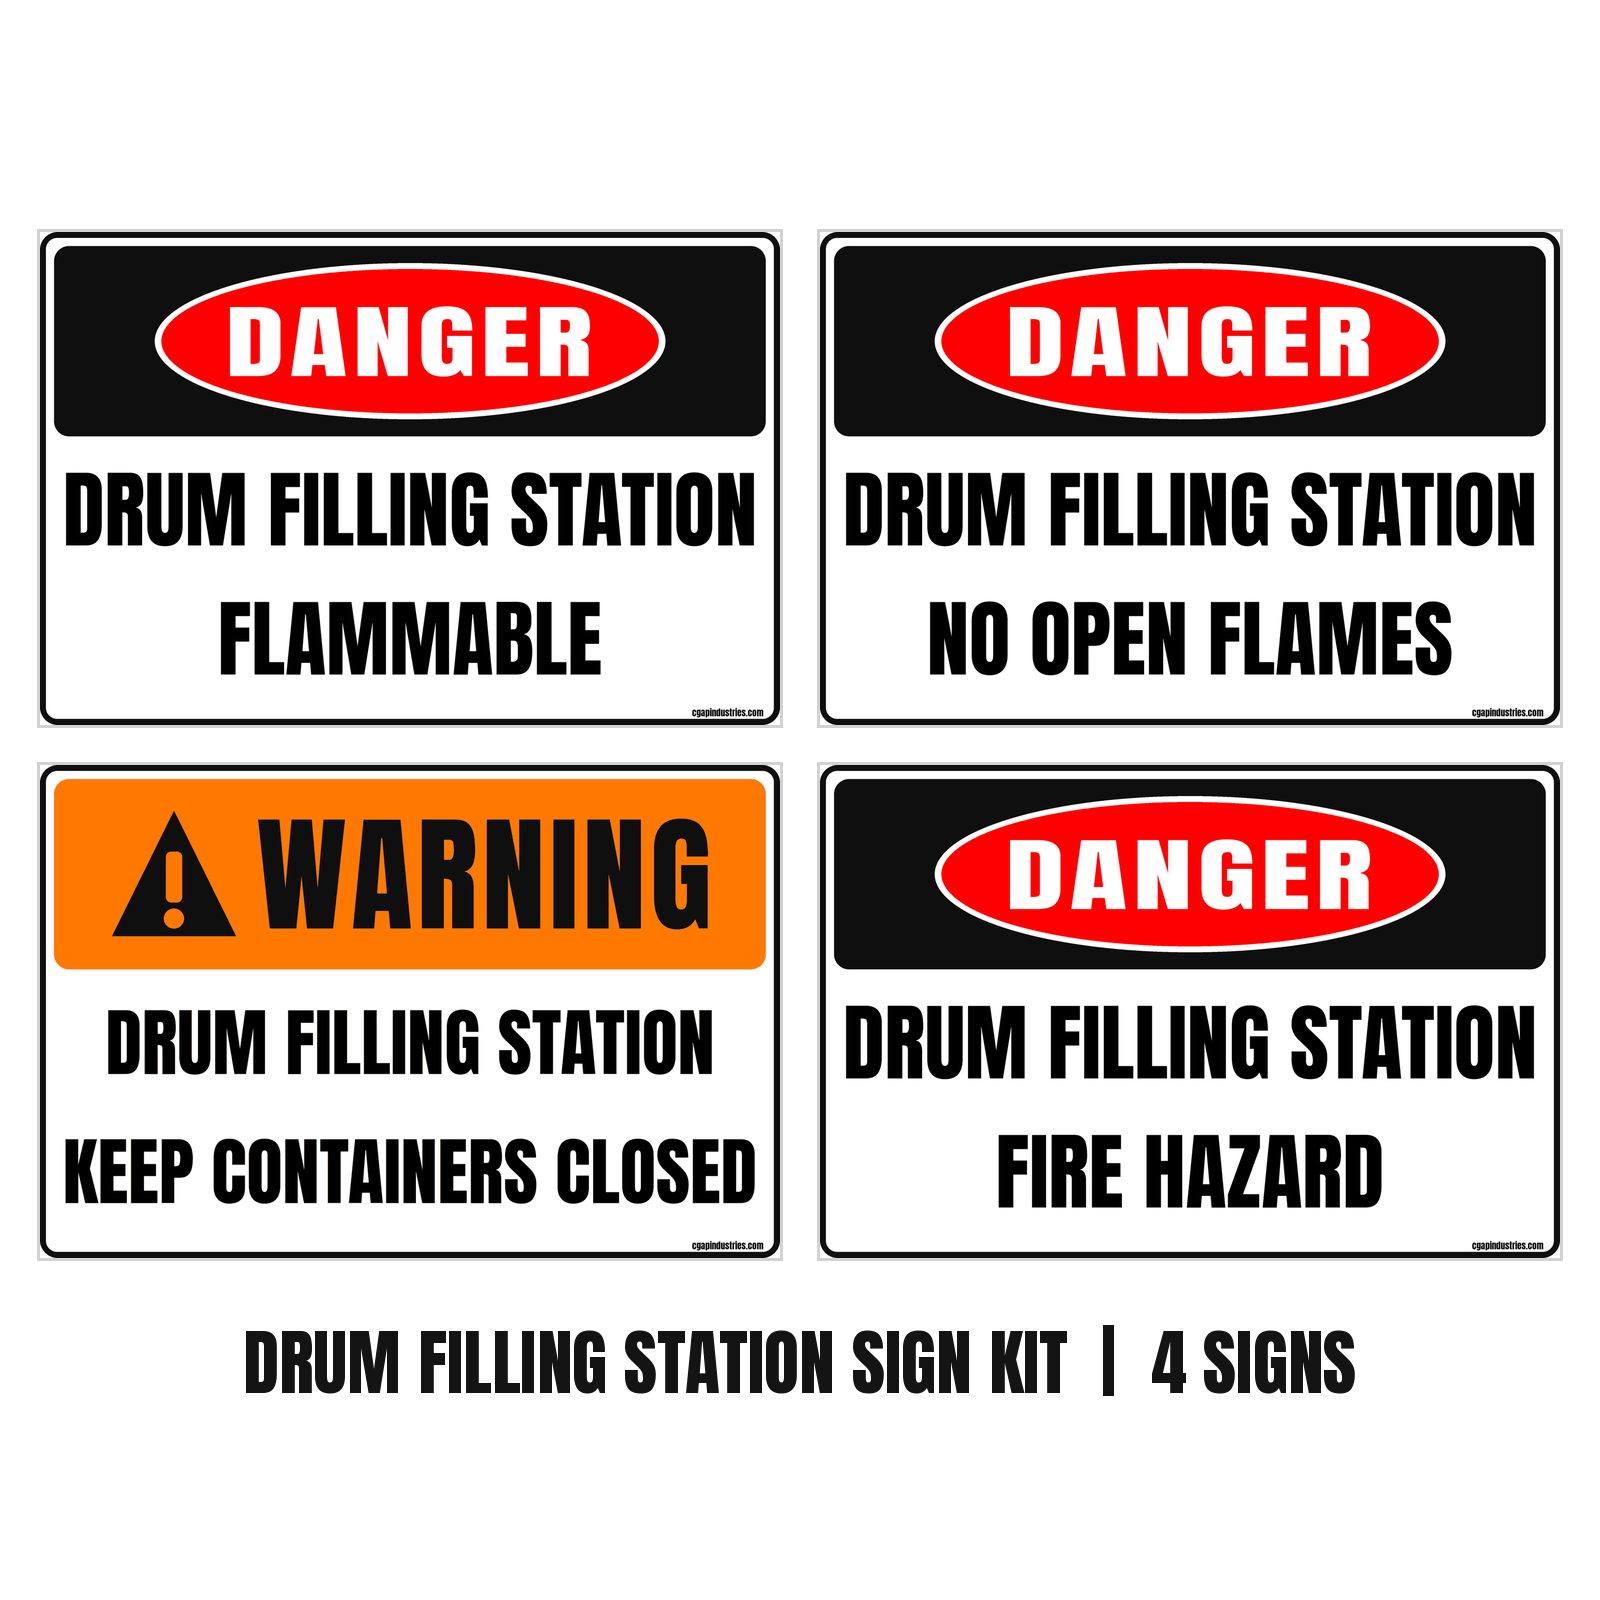 DANGER
DRUM FILLING STATION
FLAMMABLE
cgapindustries.com
DANGER
DRUM FILLING STATION
NO OPEN FLAMES
cgapindustries.com
WARNING
DRUM FILLING STATION
KEEP CONTAINERS CLOSED
cgapindustries.com
DANGER
DRUM FILLING STATION
FIRE HAZARD
cgapindustries.com
DRUM FILLING STATION SIGN KIT | 4 SIGNS